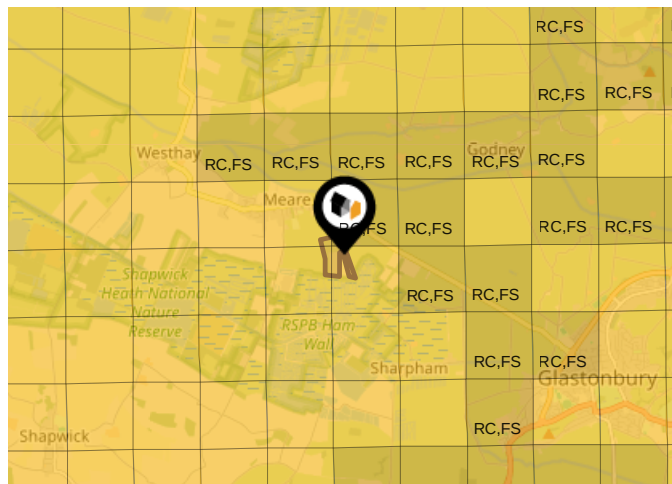 RC,FS
RC,FS
RC,FS
Westhay
RC,FS
RC,FS
RC,FS
RC,FS
Godney
RC,FS
RC,FS
Meare
RC,FS
RC,FS
RC,FS
RC,FS
Shapwick
Heath National
Nature
Reserve
RC,FS
RC,FS
RSPB Ham
Wall
Sharpham
RC,FS
RC,FS
Glastonbury
Shapwick
RC,FS